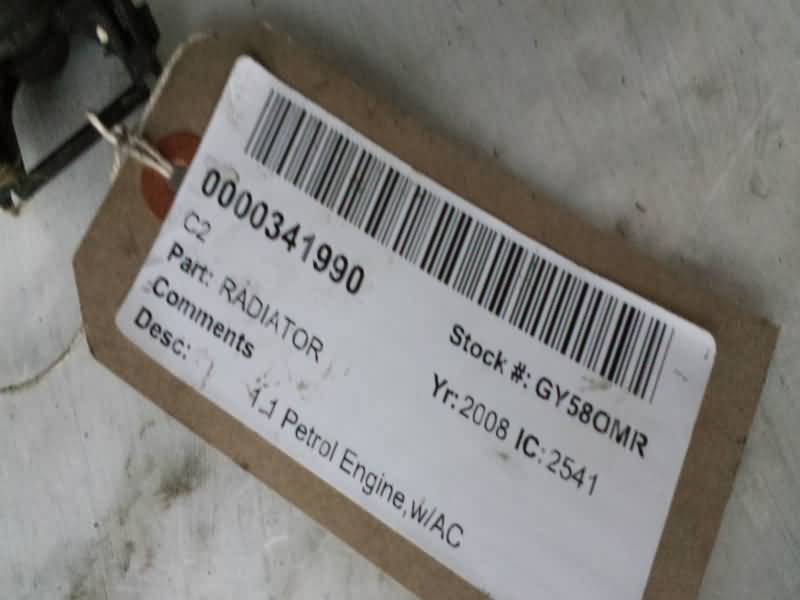 0000341990 Stock #: GY58OMR
C2 Yr: 2008 IC: 2541
Part: RADIATOR
Comments
Desc: 1.1 Petrol Engine,w/AC